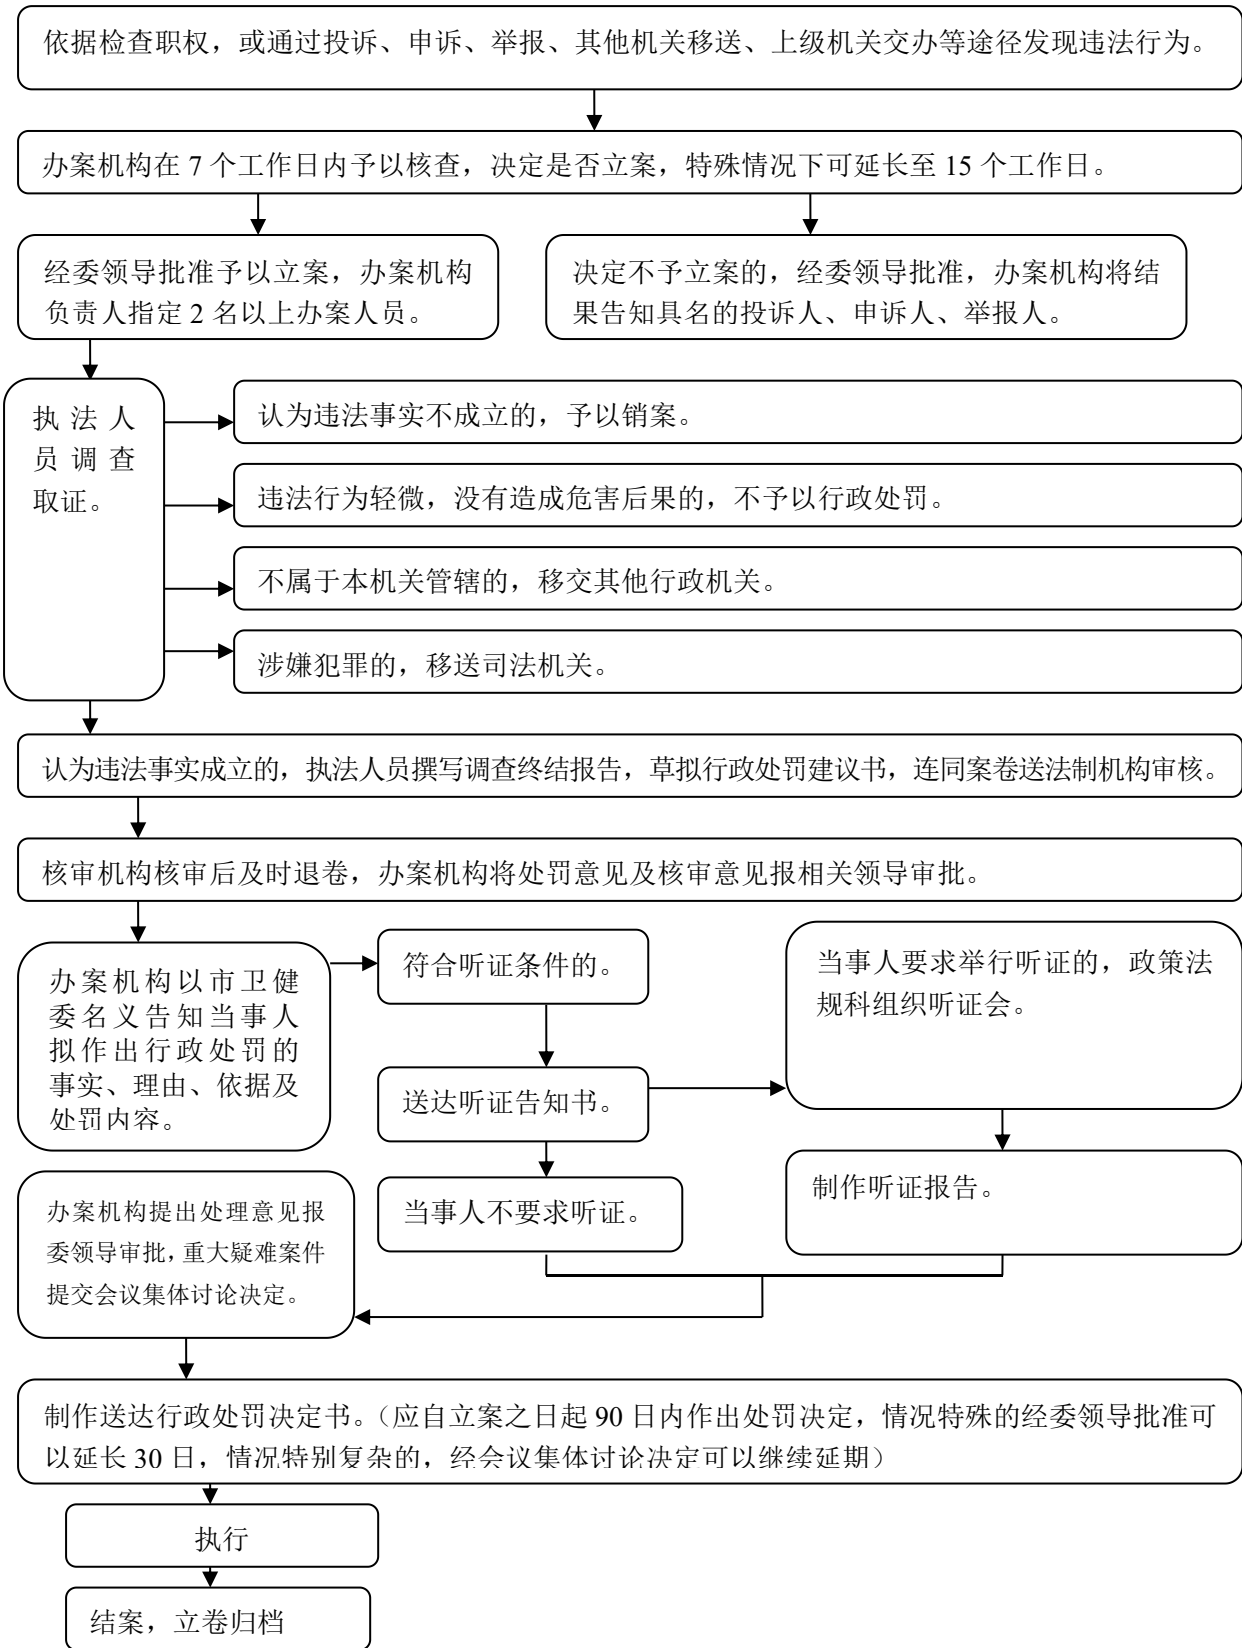 依据检查职权，或通过投诉、申诉、举报、其他机关移送、上级机关交办等途径发现违法行为。
办案机构在 7 个工作日内予以核查，决定是否立案，特殊情况下可延长至 15 个工作日。
经委领导批准予以立案，办案机构
负责人指定 2 名以上办案人员。
决定不予立案的，经委领导批准，办案机构将结
果告知具名的投诉人、申诉人、举报人。
执法人
员调查
取证。
认为违法事实不成立的，予以销案。
违法行为轻微，没有造成危害后果的，不予以行政处罚。
不属于本机关管辖的，移交其他行政机关。
涉嫌犯罪的，移送司法机关。
认为违法事实成立的，执法人员撰写调查终结报告，草拟行政处罚建议书，连同案卷送法制机构审核。
核审机构核审后及时退卷，办案机构将处罚意见及核审意见报相关领导审批。
办案机构以市卫健
委名义告知当事人
拟作出行政处罚的
事实、理由、依据及
处罚内容。
符合听证条件的。
送达听证告知书。
当事人不要求听证。
当事人要求举行听证的，政策法
规科组织听证会。
制作听证报告。
办案机构提出处理意见报
委领导审批，重大疑难案件
提交会议集体讨论决定。
制作送达行政处罚决定书。（应自立案之日起 90 日内作出处罚决定，情况特殊的经委领导批准可
以延长 30 日，情况特别复杂的，经会议集体讨论决定可以继续延期）
执行
结案，立卷归档